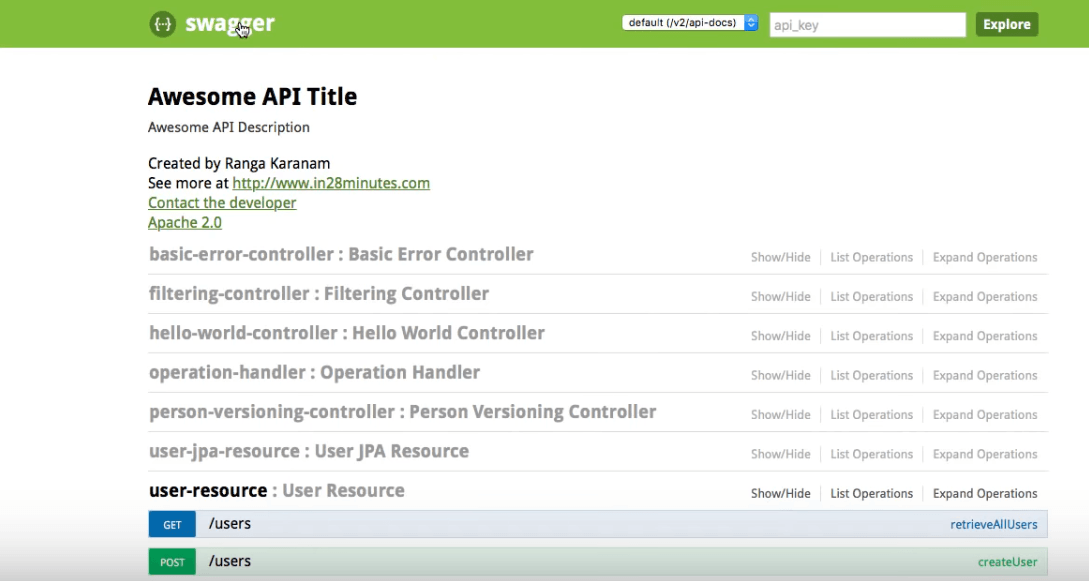 {··} swagger default (/v2/api-docs) api_key Explore
Awesome API Title
Awesome API Description
Created by Ranga Karanam
See more at http://www.in28minutes.com
Contact the developer
Apache 2.0
basic-error-controller : Basic Error Controller Show/Hide List Operations Expand Operations
filtering-controller : Filtering Controller Show/Hide List Operations Expand Operations
hello-world-controller : Hello World Controller Show/Hide List Operations Expand Operations
operation-handler : Operation Handler Show/Hide List Operations Expand Operations
person-versioning-controller : Person Versioning Controller Show/Hide List Operations Expand Operations
user-jpa-resource : User JPA Resource Show/Hide List Operations Expand Operations
user-resource : User Resource Show/Hide List Operations Expand Operations
GET /users retrieveAllUsers
POST /users createUser